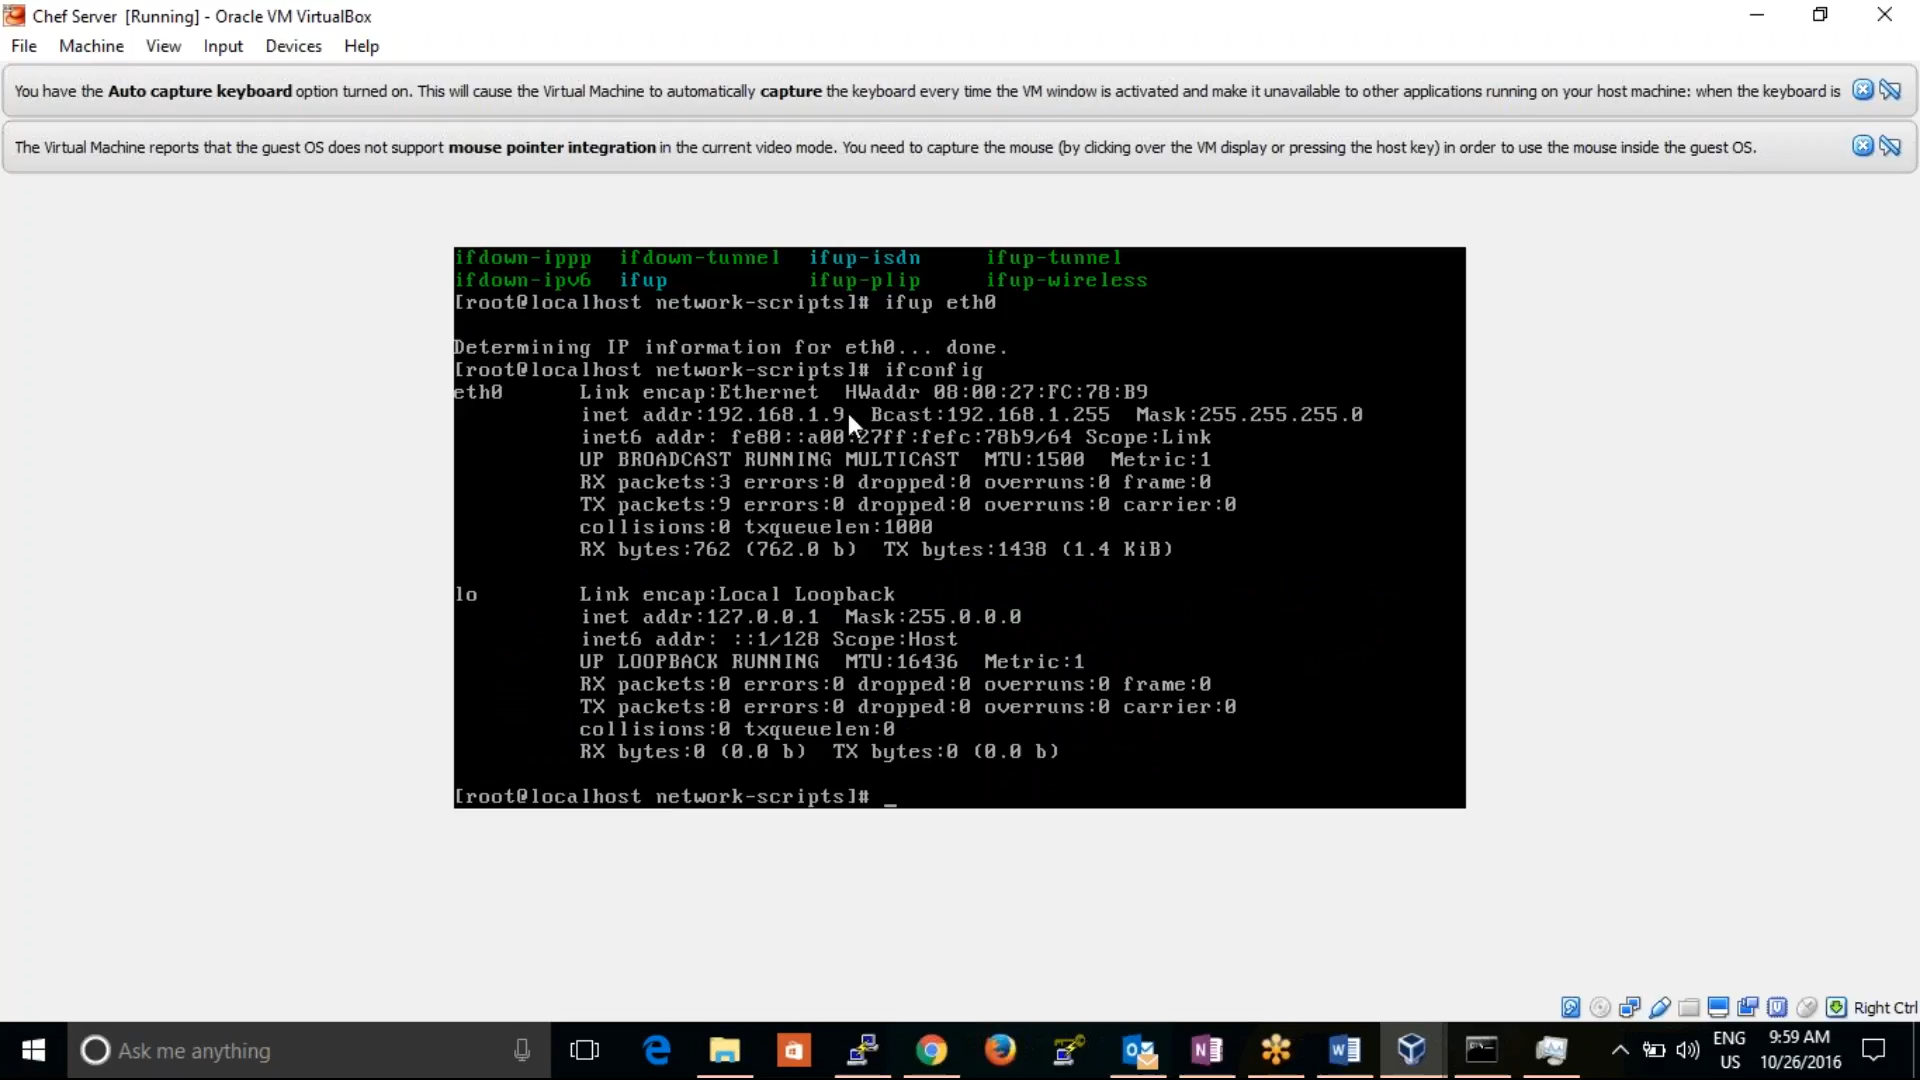 Chef Server [Running] - Oracle VM VirtualBox
File Machine View Input Devices Help
You have the Auto capture keyboard option turned on. This will cause the Virtual Machine to automatically capture the keyboard every time the VM window is activated and make it unavailable to other applications running on your host machine: when the keyboard is
The Virtual Machine reports that the guest OS does not support mouse pointer integration in the current video mode. You need to capture the mouse (by clicking over the VM display or pressing the host key) in order to use the mouse inside the guest OS.
ifdown-ippp ifdown-tunnel ifup-isdn ifup-tunnel
ifdown-ipv6 ifup ifup-plip ifup-wireless
[root@localhost network-scripts]# ifup eth0
Determining IP information for eth0... done.
[root@localhost network-scripts]# ifconfig
eth0 Link encap:Ethernet HWaddr 08:00:27:FC:78:B9
inet addr:192.168.1.9 Bcast:192.168.1.255 Mask:255.255.255.0
inet6 addr: fe80::a00:27ff:fefc:78b9/64 Scope:Link
UP BROADCAST RUNNING MULTICAST MTU:1500 Metric:1
RX packets:3 errors:0 dropped:0 overruns:0 frame:0
TX packets:9 errors:0 dropped:0 overruns:0 carrier:0
collisions:0 txqueuelen:1000
RX bytes:762 (762.0 b) TX bytes:1438 (1.4 KiB)
lo Link encap:Local Loopback
inet addr:127.0.0.1 Mask:255.0.0.0
inet6 addr: ::1/128 Scope:Host
UP LOOPBACK RUNNING MTU:16436 Metric:1
RX packets:0 errors:0 dropped:0 overruns:0 frame:0
TX packets:0 errors:0 dropped:0 overruns:0 carrier:0
collisions:0 txqueuelen:0
RX bytes:0 (0.0 b) TX bytes:0 (0.0 b)
[root@localhost network-scripts]# _
Right Ctrl
Ask me anything
ENG 9:59 AM
US 10/26/2016